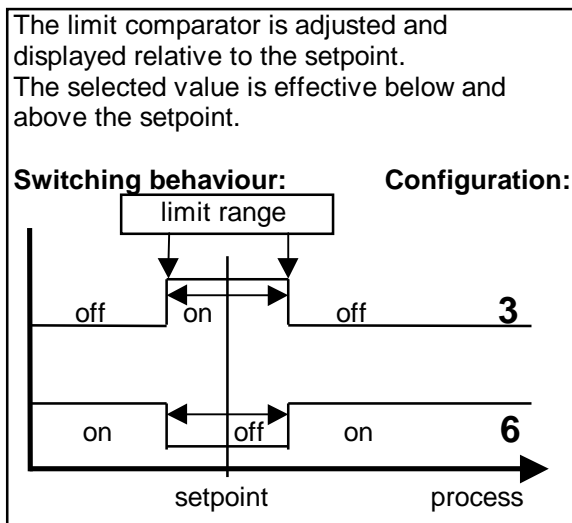 The limit comparator is adjusted and
displayed relative to the setpoint.
The selected value is effective below and
above the setpoint.
Switching behaviour: Configuration:
limit range
off on off 3
on off on 6
setpoint process